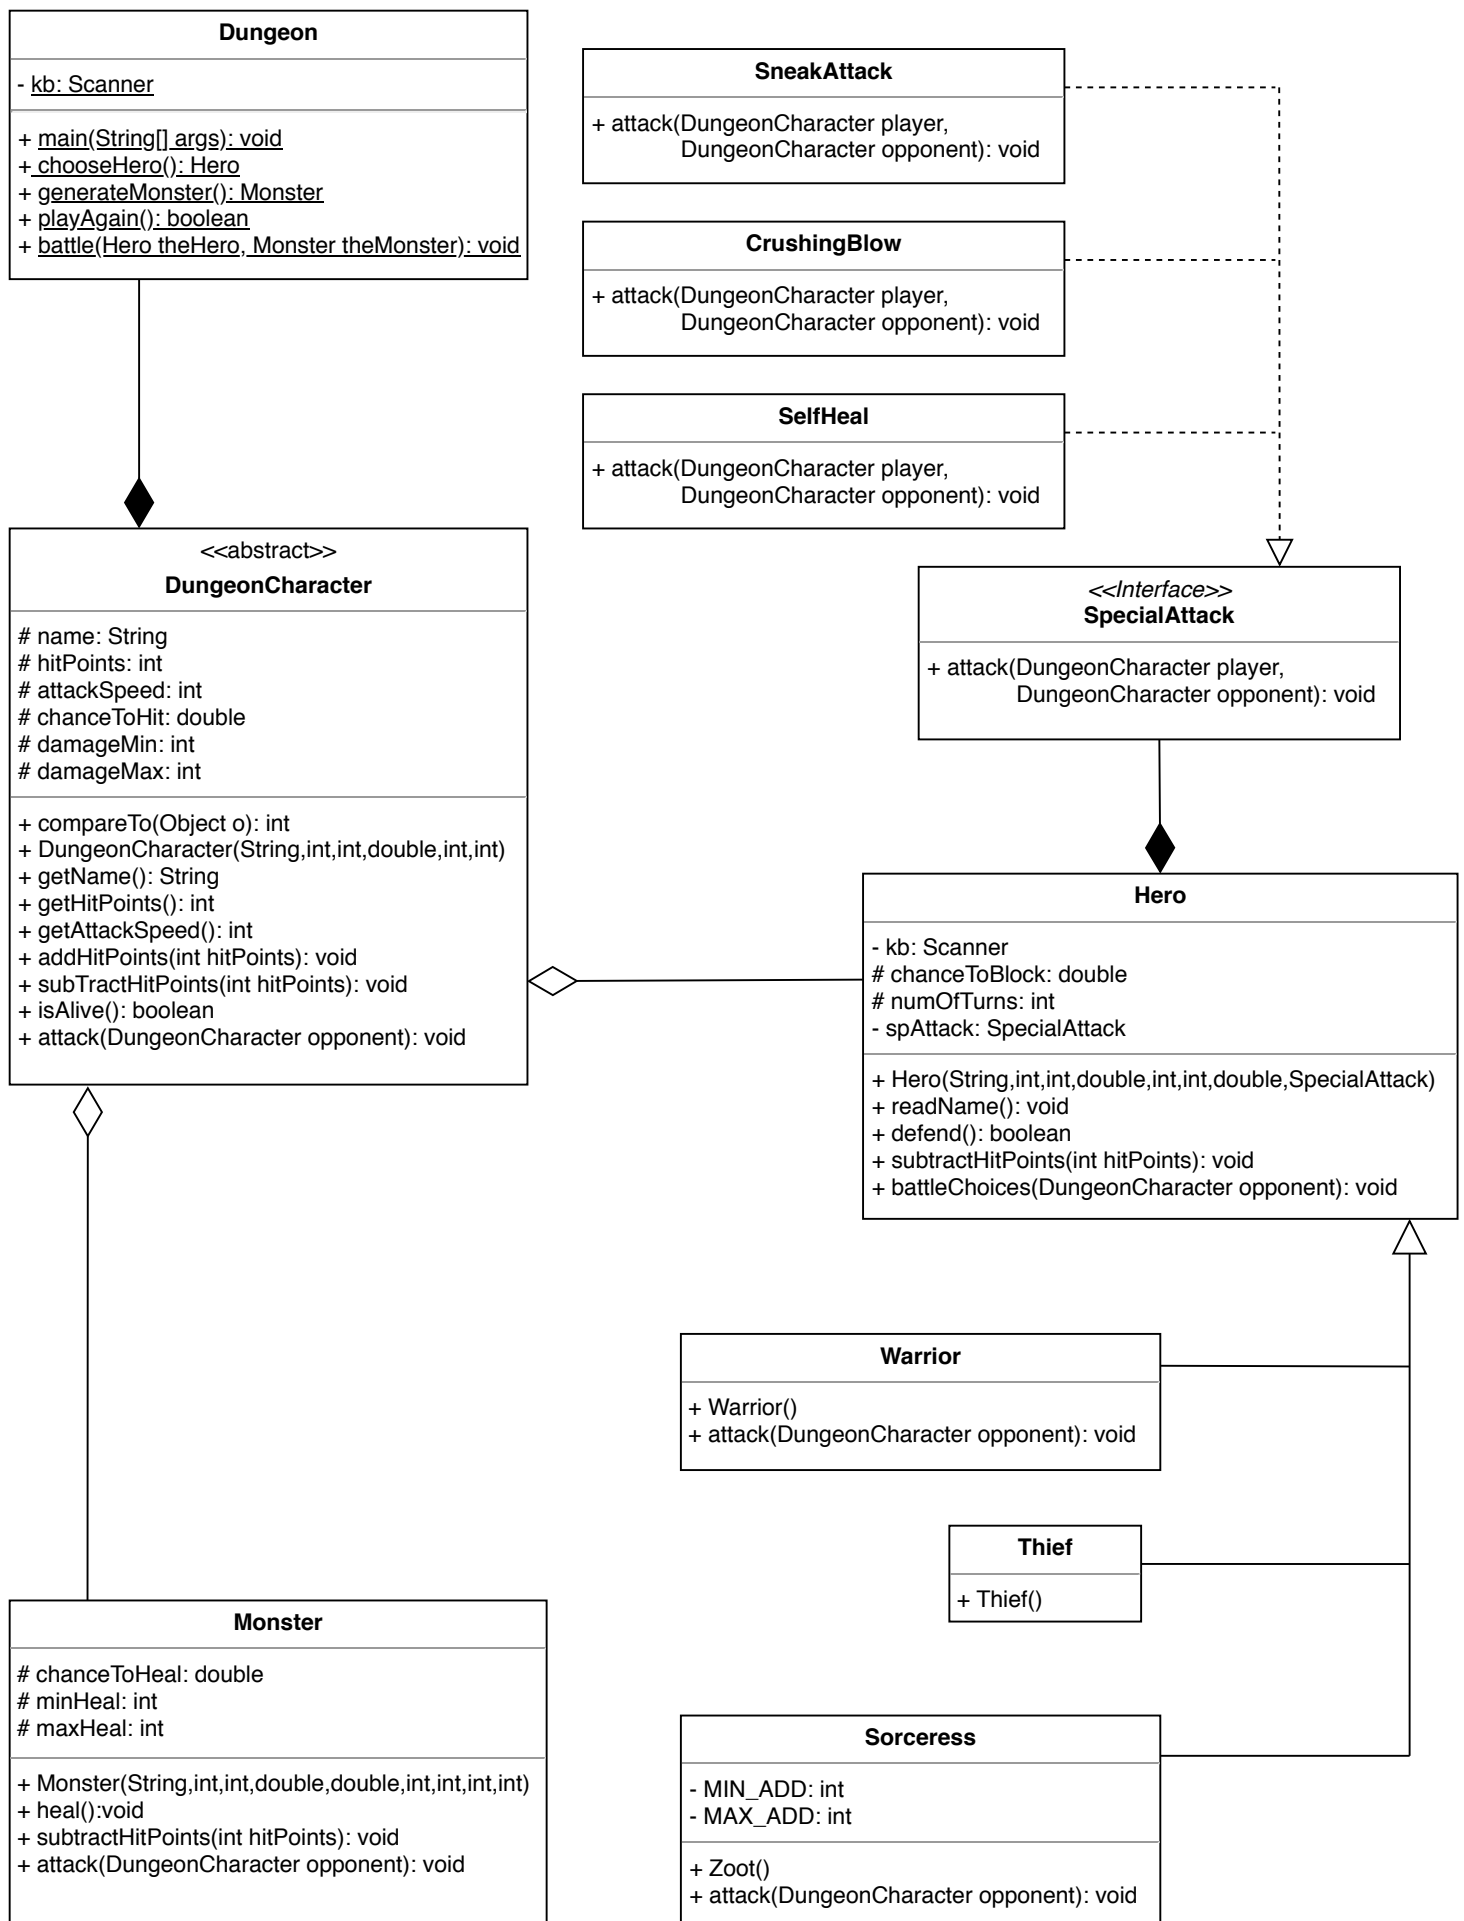 Dungeon
- kb: Scanner
+ main(String[] args): void
+ chooseHero(): Hero
+ generateMonster(): Monster
+ playAgain(): boolean
+ battle(Hero theHero, Monster theMonster): void
SneakAttack
+ attack(DungeonCharacter player,
DungeonCharacter opponent): void
CrushingBlow
+ attack(DungeonCharacter player,
DungeonCharacter opponent): void
SelfHeal
+ attack(DungeonCharacter player,
DungeonCharacter opponent): void
<<abstract>>
DungeonCharacter
# name: String
# hitPoints: int
# attackSpeed: int
# chanceToHit: double
# damageMin: int
# damageMax: int
+ compareTo(Object o): int
+ DungeonCharacter(String,int,int,double,int,int)
+ getName(): String
+ getHitPoints(): int
+ getAttackSpeed(): int
+ addHitPoints(int hitPoints): void
+ subTractHitPoints(int hitPoints): void
+ isAlive(): boolean
+ attack(DungeonCharacter opponent): void
<<Interface>>
SpecialAttack
+ attack(DungeonCharacter player,
DungeonCharacter opponent): void
Hero
- kb: Scanner
# chanceToBlock: double
# numOfTurns: int
- spAttack: SpecialAttack
+ Hero(String,int,int,double,int,int,double,SpecialAttack)
+ readName(): void
+ defend(): boolean
+ subtractHitPoints(int hitPoints): void
+ battleChoices(DungeonCharacter opponent): void
Warrior
+ Warrior()
+ attack(DungeonCharacter opponent): void
Thief
+ Thief()
Monster
# chanceToHeal: double
# minHeal: int
# maxHeal: int
+ Monster(String,int,int,double,double,int,int,int,int)
+ heal():void
+ subtractHitPoints(int hitPoints): void
+ attack(DungeonCharacter opponent): void
Sorceress
- MIN_ADD: int
- MAX_ADD: int
+ Zoot()
+ attack(DungeonCharacter opponent): void